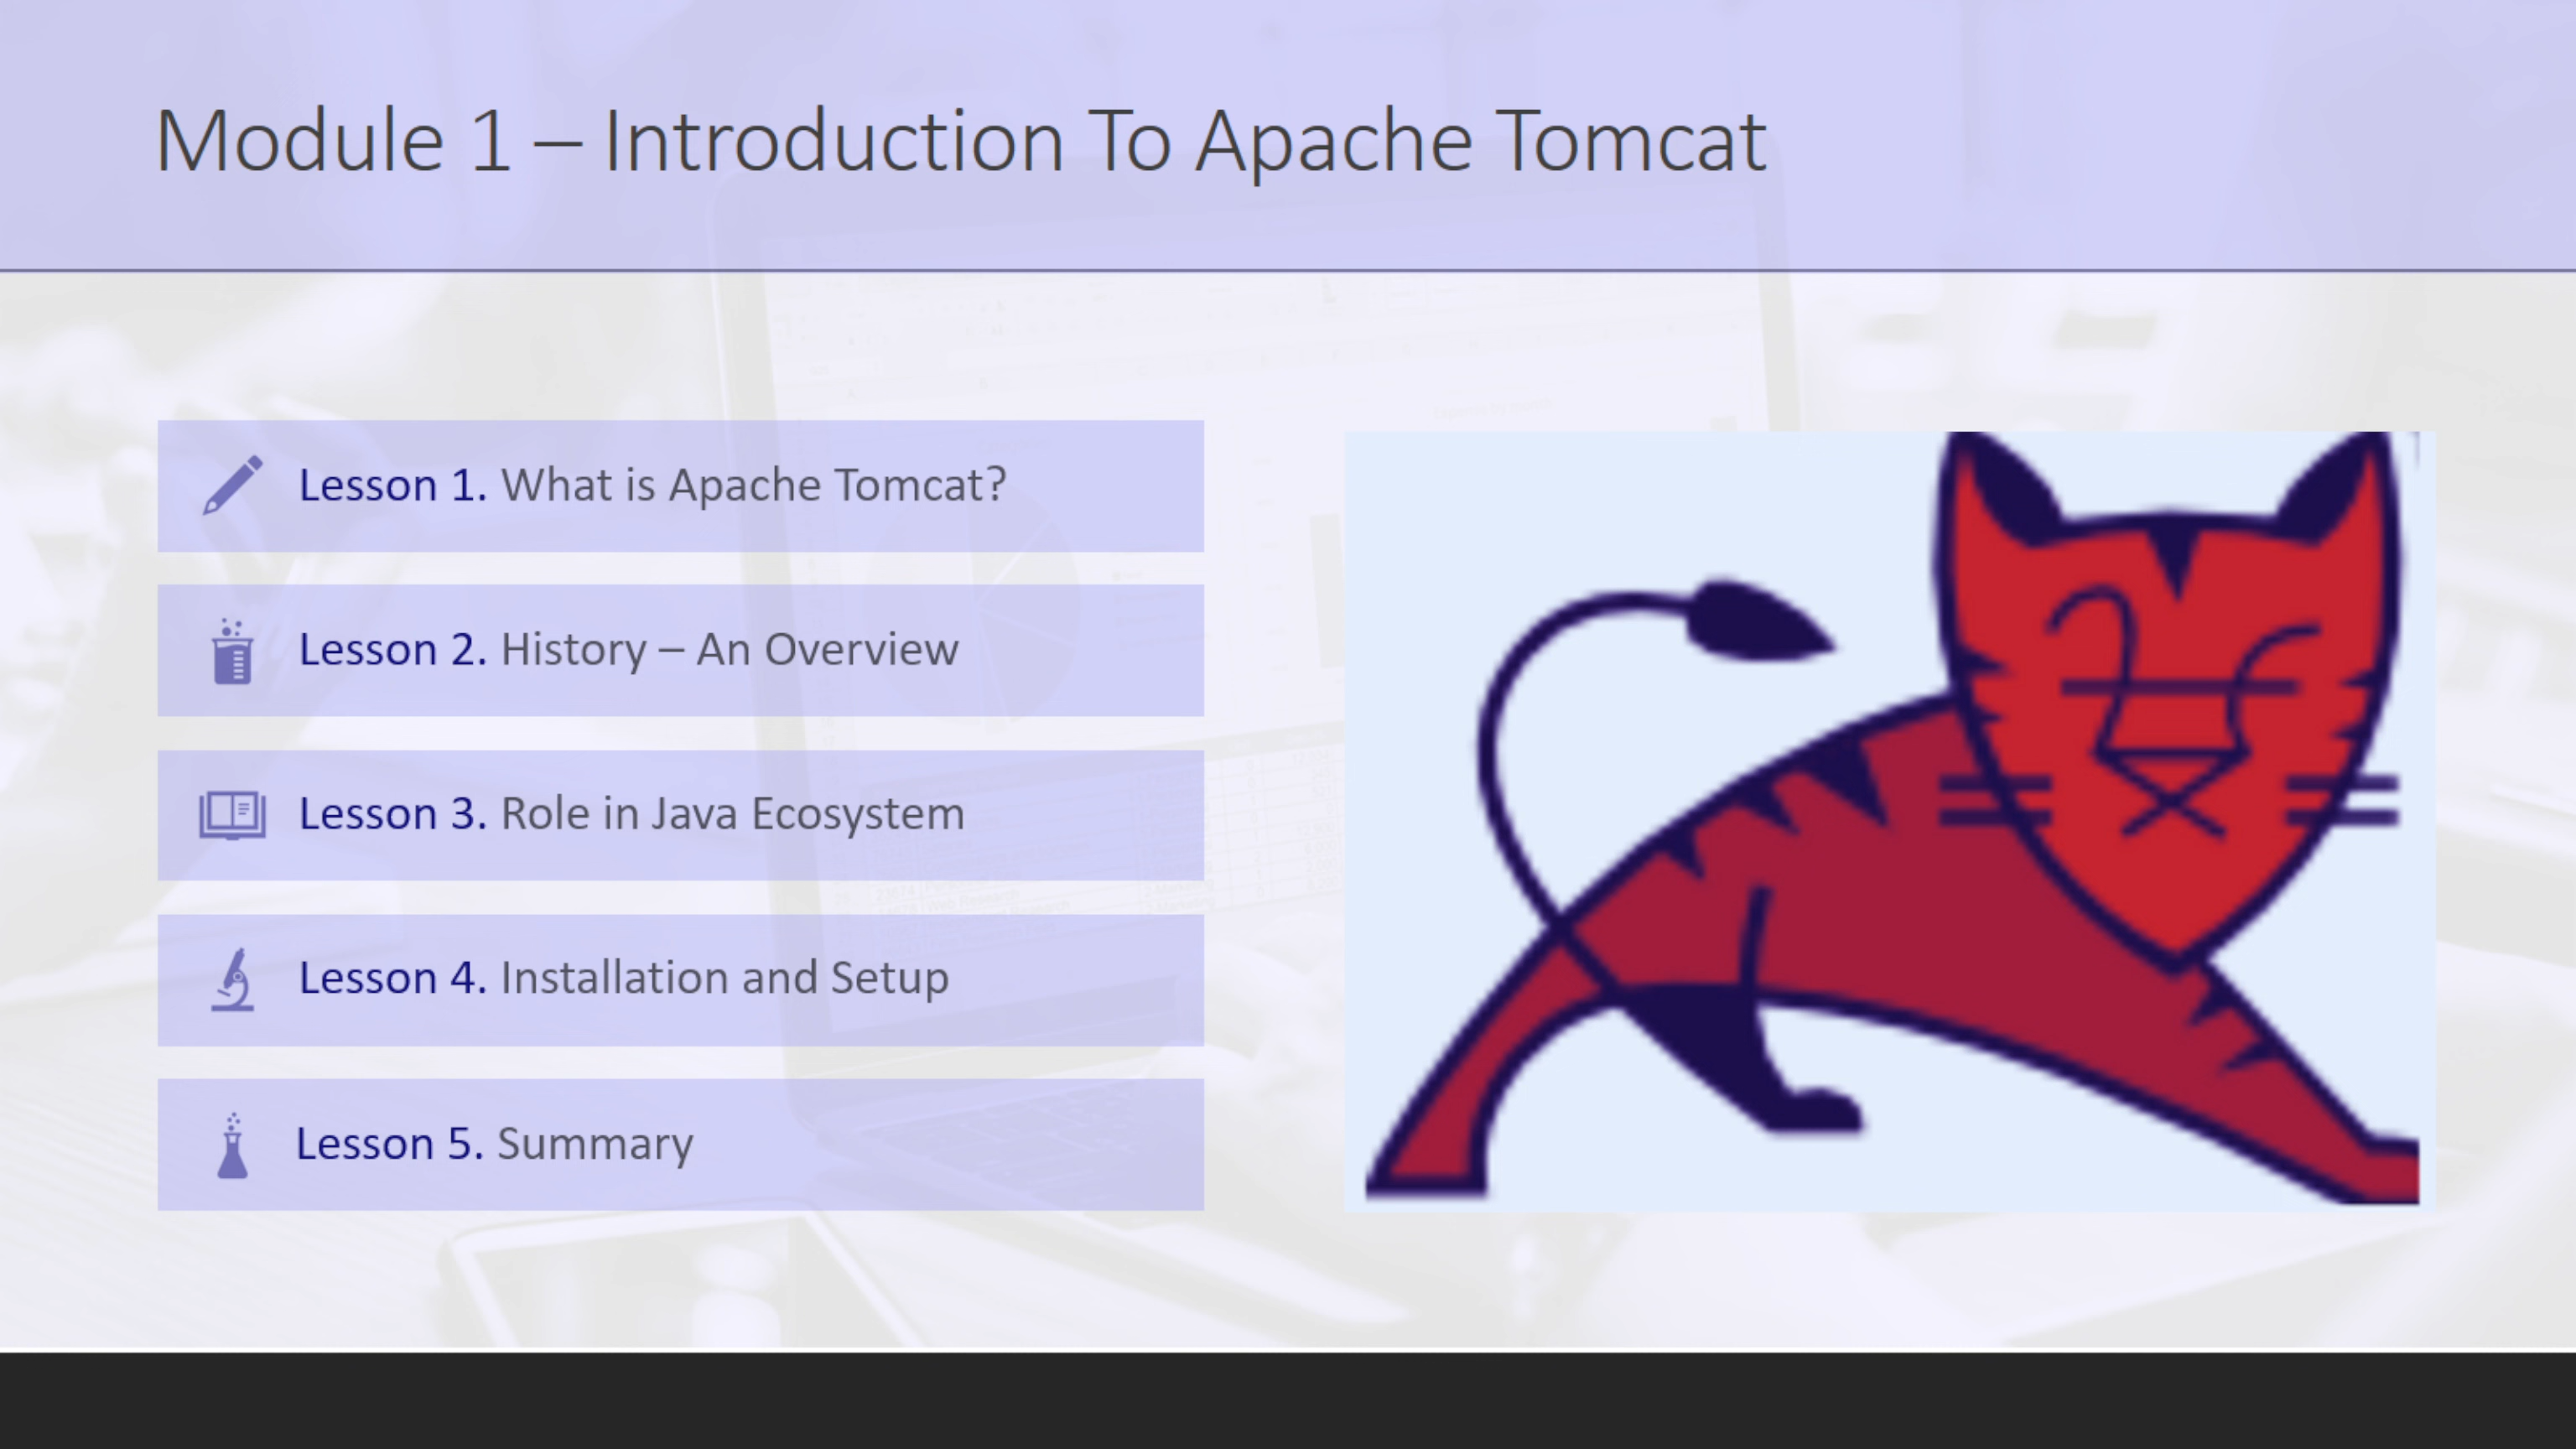 Module 1 – Introduction To Apache Tomcat
Lesson 1. What is Apache Tomcat?
Lesson 2. History – An Overview
Lesson 3. Role in Java Ecosystem
Lesson 4. Installation and Setup
Lesson 5. Summary